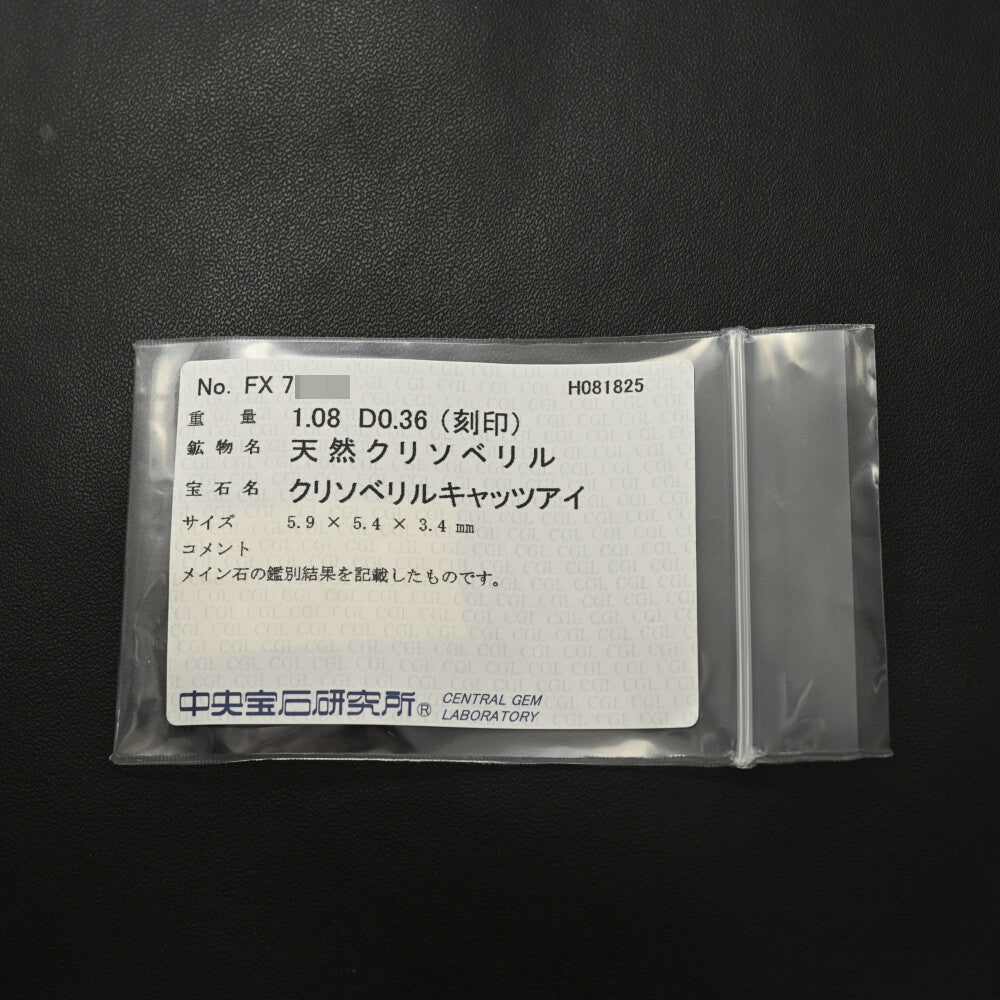 No. FX 7
H081825
重量 1.08 D0.36 (刻印)
鉱物名 天然クリソベリル
宝石名 クリソベリルキャッツアイ
サイズ 5.9 × 5.4 × 3.4 mm
コメント
メイン石の鑑別結果を記載したものです。
中央宝石研究所® CENTRAL GEM
LABORATORY